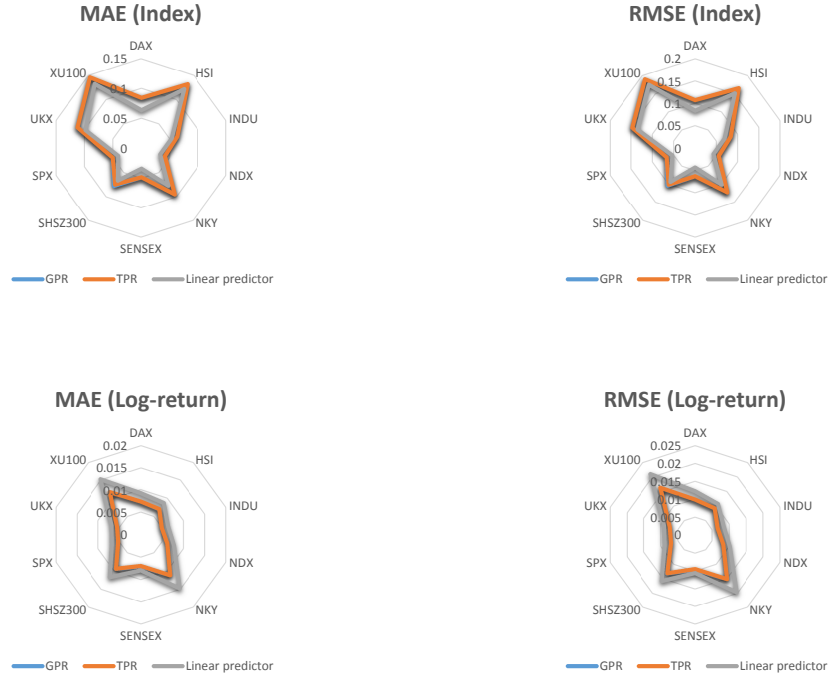 MAE (Index)
DAX
HSI
INDU
NDX
NKY
SENSEX
SHSZ300
SPX
UKX
XU100
0.15
0.1
0.05
0
GPR TPR Linear predictor
RMSE (Index)
DAX
HSI
INDU
NDX
NKY
SENSEX
SHSZ300
SPX
UKX
XU100
0.2
0.15
0.1
0.05
0
GPR TPR Linear predictor
MAE (Log-return)
DAX
HSI
INDU
NDX
NKY
SENSEX
SHSZ300
SPX
UKX
XU100
0.02
0.015
0.01
0.005
0
GPR TPR Linear predictor
RMSE (Log-return)
DAX
HSI
INDU
NDX
NKY
SENSEX
SHSZ300
SPX
UKX
XU100
0.025
0.02
0.015
0.01
0.005
0
GPR TPR Linear predictor